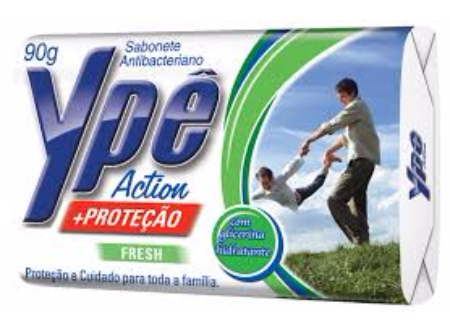 90g
Sabonete
Antibacteriano
Ypê
Action
+PROTEÇÃO
FRESH
Proteção e Cuidado para toda a família.
com
glicerina
hidratante
Ypê